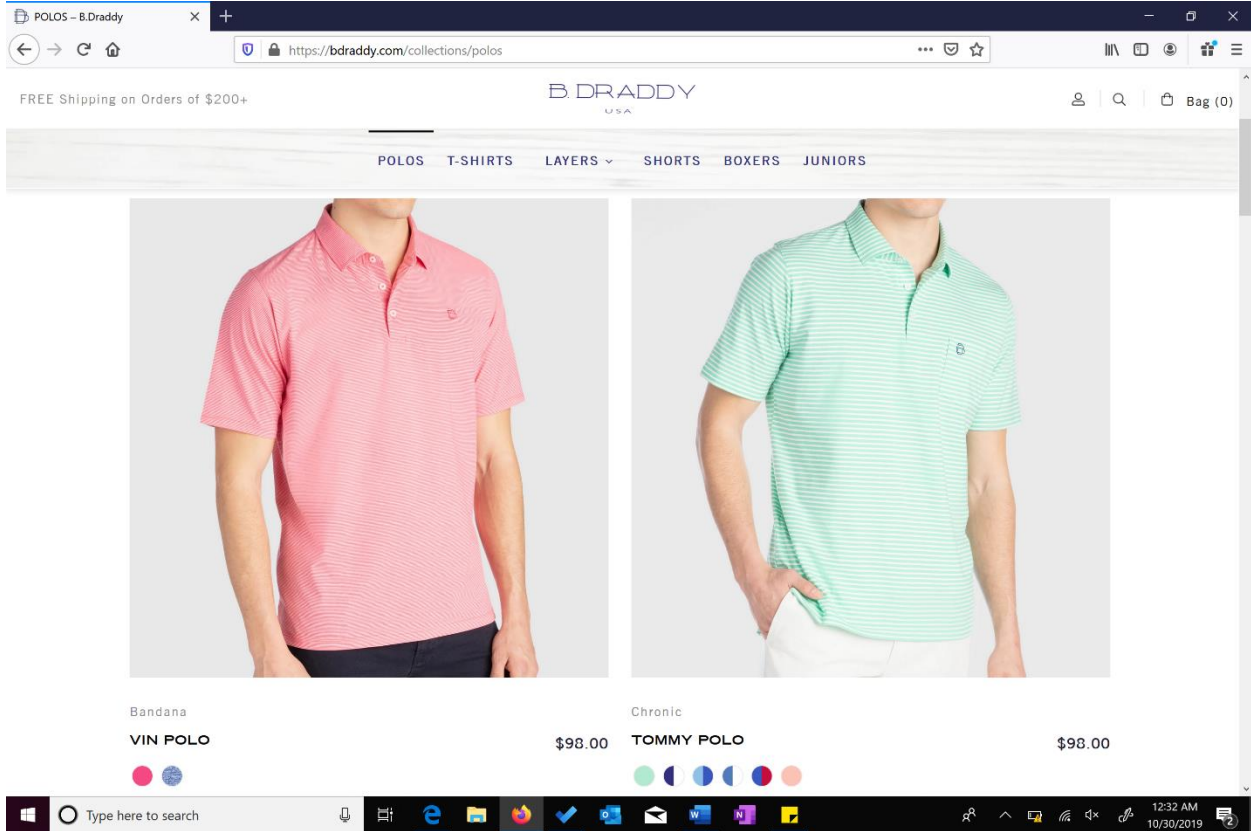 POLOS – B.Draddy
https://bdraddy.com/collections/polos
FREE Shipping on Orders of $200+
B. DRADDY
USA
Bag (0)
POLOS T-SHIRTS LAYERS SHORTS BOXERS JUNIORS
Bandana
VIN POLO
$98.00
Chronic
TOMMY POLO
$98.00
Type here to search
12:32 AM
10/30/2019
2